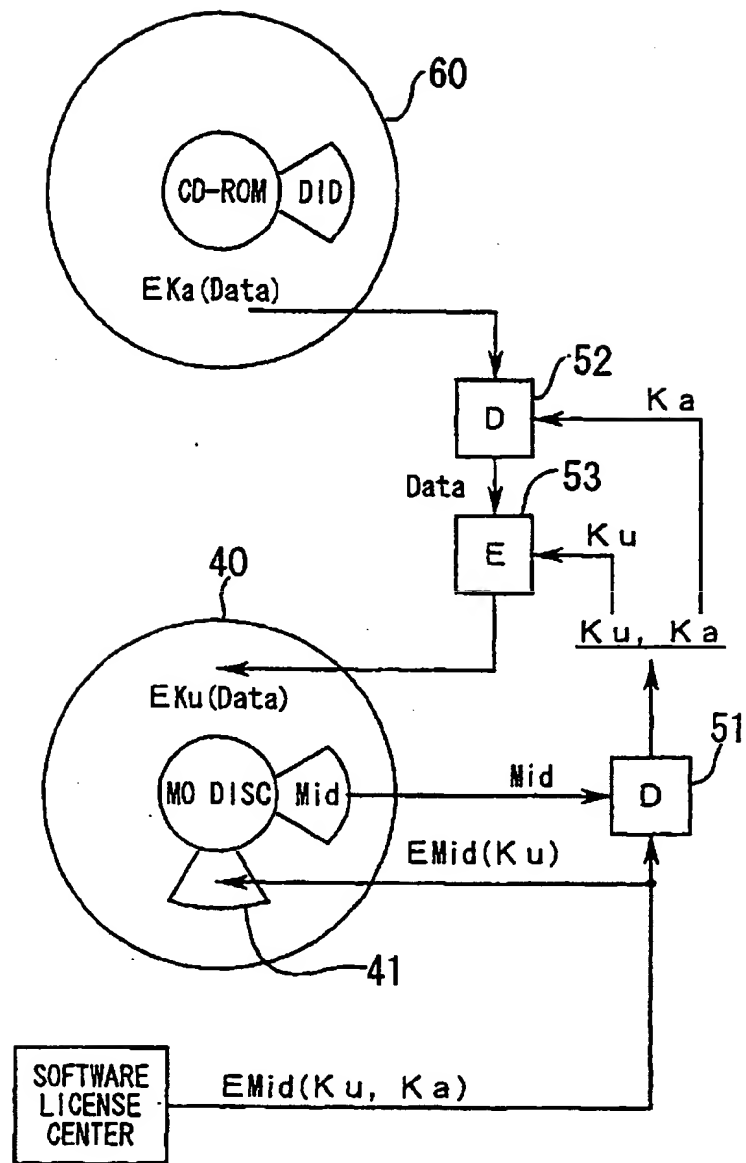 60
CD-ROM
DID
EKa(Data)
52
D
Ka
Data
53
E
Ku
40
EKu(Data)
Ku, Ka
51
MO DISC
Mid
Mid
D
EMid(Ku)
41
SOFTWARE
LICENSE
CENTER
EMid(Ku, Ka)